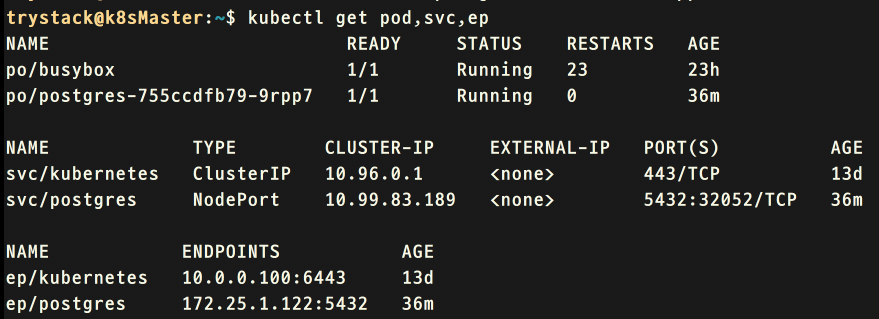 trystack@k8sMaster:~$ kubectl get pod,svc,ep
NAME READY STATUS RESTARTS AGE
po/busybox 1/1 Running 23 23h
po/postgres-755ccdfb79-9rpp7 1/1 Running 0 36m
NAME TYPE CLUSTER-IP EXTERNAL-IP PORT(S) AGE
svc/kubernetes ClusterIP 10.96.0.1 <none> 443/TCP 13d
svc/postgres NodePort 10.99.83.189 <none> 5432:32052/TCP 36m
NAME ENDPOINTS AGE
ep/kubernetes 10.0.0.100:6443 13d
ep/postgres 172.25.1.122:5432 36m